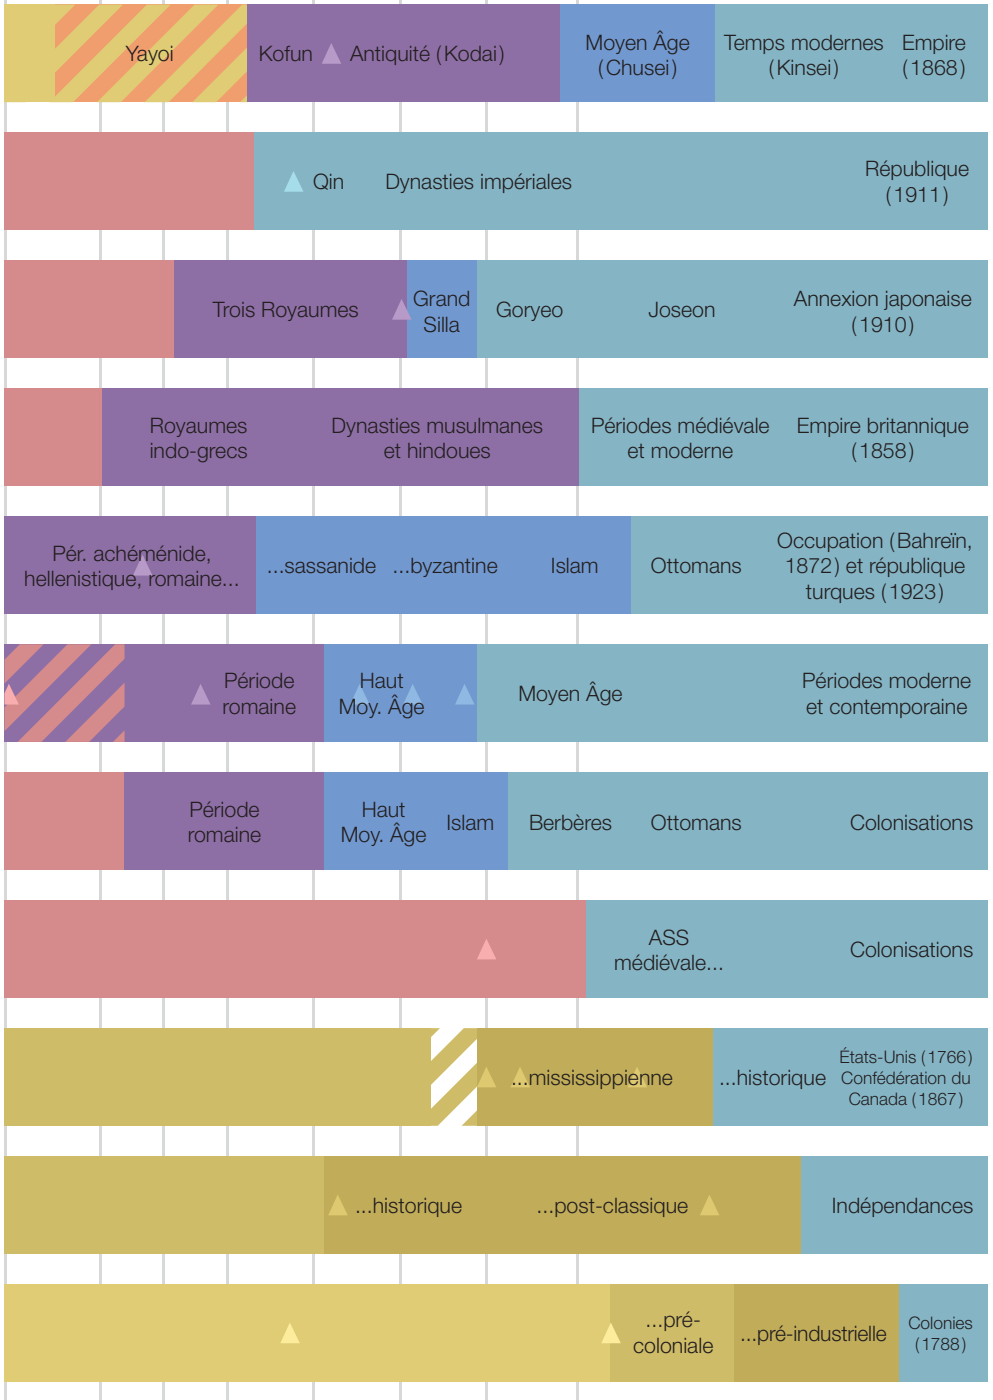 Yayoi
Kofun
Antiquité (Kodai)
Moyen Âge
(Chusei)
Temps modernes
(Kinsei)
Empire
(1868)
Qin
Dynasties impériales
République
(1911)
Trois Royaumes
Grand
Silla
Goryeo
Joseon
Annexion japonaise
(1910)
Royaumes
indo-grecs
Dynasties musulmanes
et hindoues
Périodes médiévale
et moderne
Empire britannique
(1858)
Pér. achéménide,
hellenistique, romaine...
...sassanide
...byzantine
Islam
Ottomans
Occupation (Bahreïn,
1872) et république
turques (1923)
Période
romaine
Haut
Moy. Âge
Moyen Âge
Périodes moderne
et contemporaine
Période
romaine
Haut
Moy. Âge
Islam
Berbères
Ottomans
Colonisations
ASS
médiévale...
Colonisations
...mississippienne
...historique
États-Unis (1766)
Confédération du
Canada (1867)
...historique
...post-classique
Indépendances
...pré-
coloniale
...pré-industrielle
Colonies
(1788)